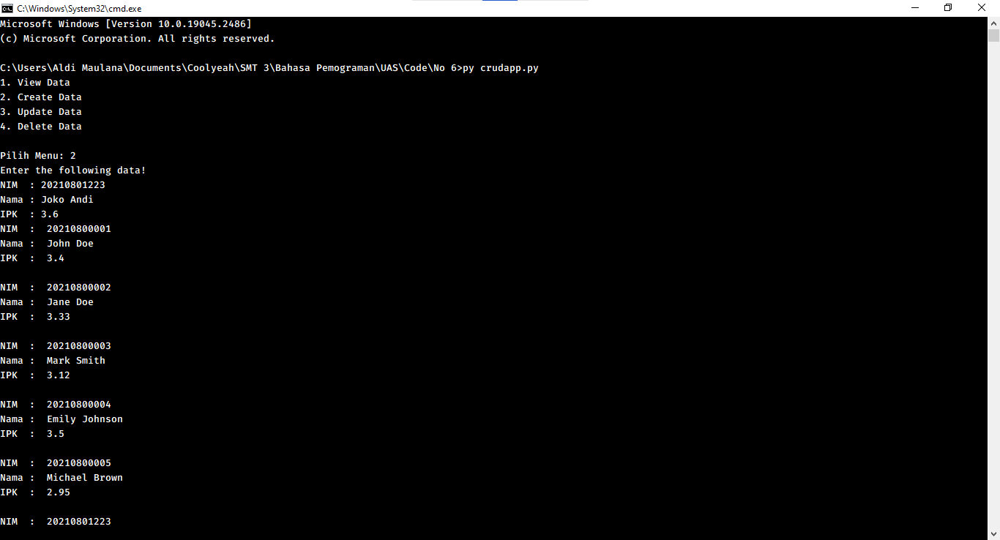 C:\Windows\System32\cmd.exe
Microsoft Windows [Version 10.0.19045.2486]
(c) Microsoft Corporation. All rights reserved.
C:\Users\Aldi Maulana\Documents\Coolyeah\SMT 3\Bahasa Pemograman\UAS\Code\No 6>py crudapp.py
1. View Data
2. Create Data
3. Update Data
4. Delete Data
Pilih Menu: 2
Enter the following data!
NIM  : 20210801223
Nama : Joko Andi
IPK  : 3.6
NIM  :  20210800001
Nama :  John Doe
IPK  :  3.4
NIM  :  20210800002
Nama :  Jane Doe
IPK  :  3.33
NIM  :  20210800003
Nama :  Mark Smith
IPK  :  3.12
NIM  :  20210800004
Nama :  Emily Johnson
IPK  :  3.5
NIM  :  20210800005
Nama :  Michael Brown
IPK  :  2.95
NIM  :  20210801223